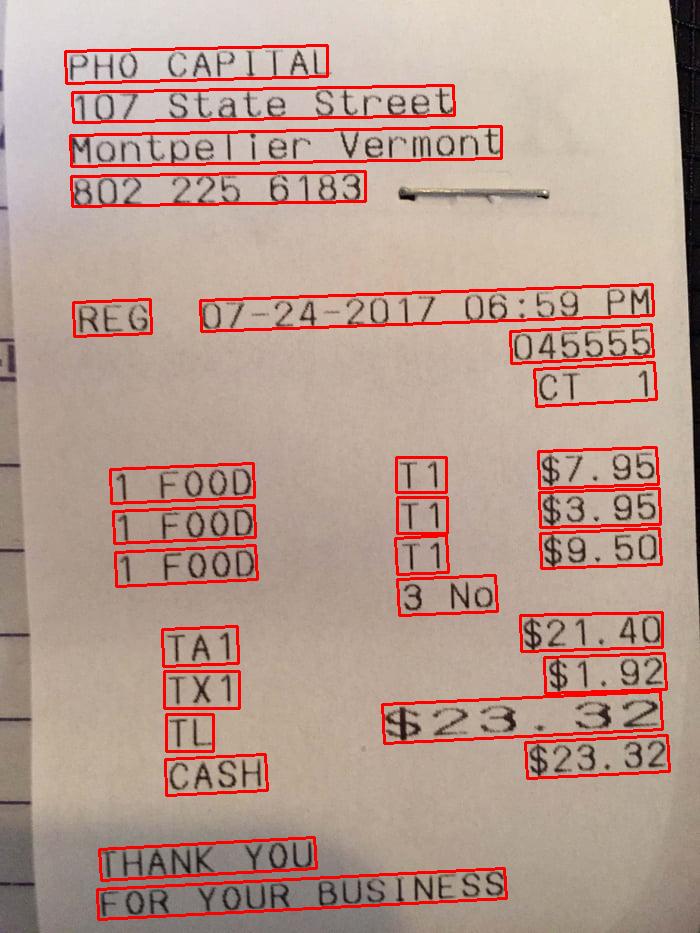 PHO CAPITAL
107 State Street
Montpelier Vermont
802 225 6183
REG 07-24-2017 06:59 PM
045555
CT 1
1 FOOD T1 $7.95
1 FOOD T1 $3.95
1 FOOD T1 $9.50
3 No
TA1 $21.40
TX1 $1.92
TL $23.32
CASH $23.32
THANK YOU
FOR YOUR BUSINESS